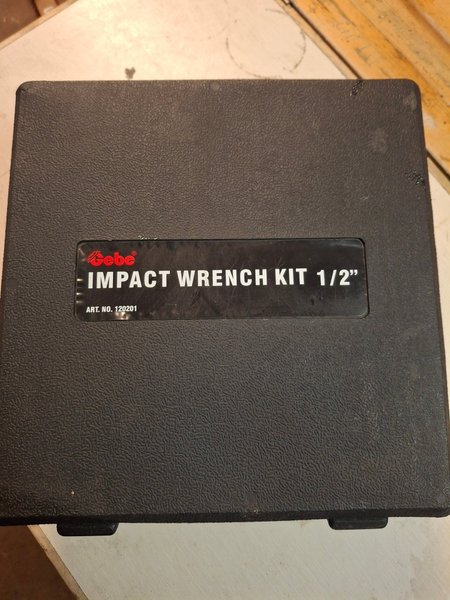 Gebe®
IMPACT WRENCH KIT 1/2”
ART. NO. 120201